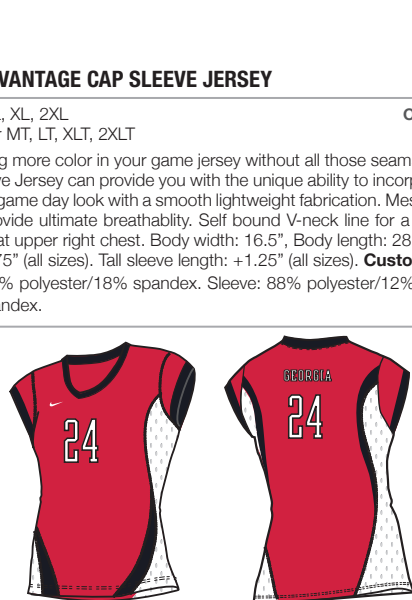 VANTAGE CAP SLEEVE JERSEY
, XL, 2XL
MT, LT, XLT, 2XLT
g more color in your game jersey without all those seam
ve Jersey can provide you with the unique ability to incorp
game day look with a smooth lightweight fabrication. Mes
ovide ultimate breathablity. Self bound V-neck line for a
at upper right chest. Body width: 16.5”, Body length: 28
75” (all sizes). Tall sleeve length: +1.25” (all sizes). Custo
% polyester/18% spandex. Sleeve: 88% polyester/12%
andex.
24
GEORGIA
24